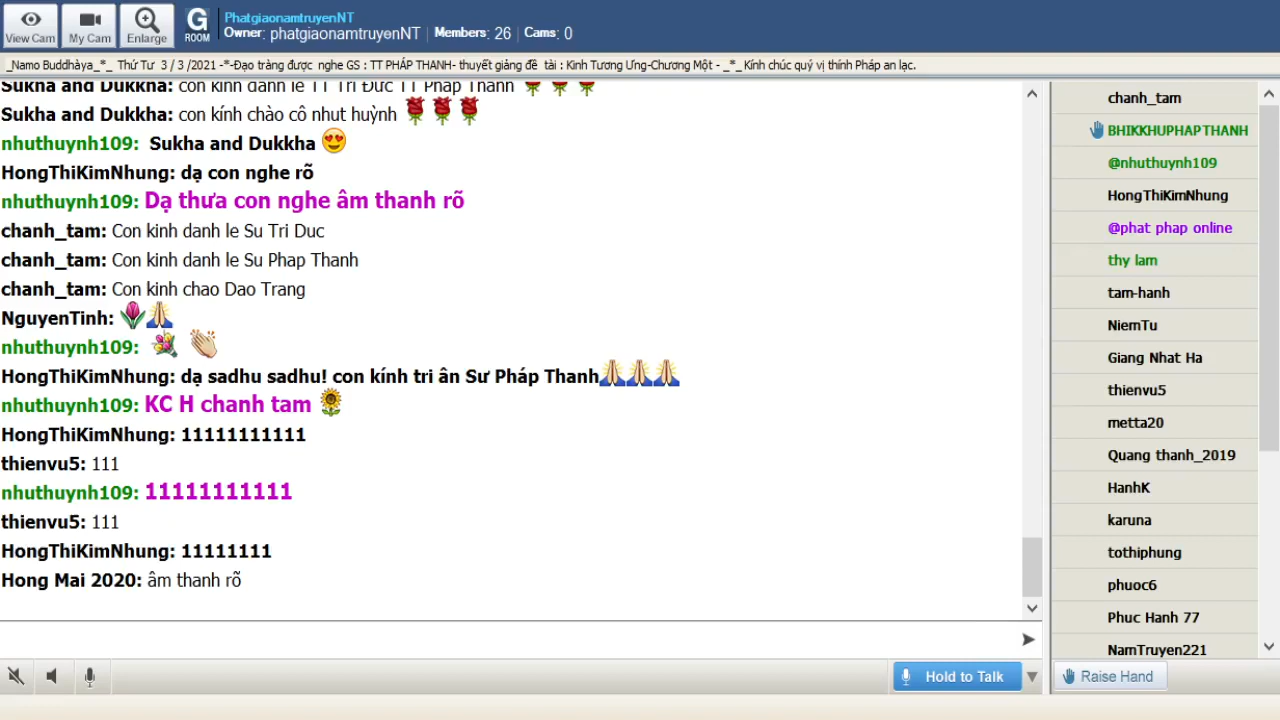 View Cam
My Cam
Enlarge
G
ROOM
PhatgiaonamtruyenNT
Owner: phatgiaonamtruyenNT
Members: 26
Cams: 0
_Namo Buddhàya_*_ Thứ Tư 3 / 3 /2021 -*-Đạo tràng được nghe GS : TT PHÁP THANH- thuyết giảng đề tài : Kinh Tương Ưng-Chương Một - _*_ Kính chúc quý vị thính Pháp an lạc.
Sukha and Dukkha: con kính đảnh lễ TT Trí Đức TT Pháp Thanh
Sukha and Dukkha: con kính chào cô nhut huỳnh
nhuthuynh109: Sukha and Dukkha
HongThiKimNhung: dạ con nghe rõ
nhuthuynh109: Dạ thưa con nghe âm thanh rõ
chanh_tam: Con kinh danh le Su Tri Duc
chanh_tam: Con kinh danh le Su Phap Thanh
chanh_tam: Con kinh chao Dao Trang
NguyenTinh:
nhuthuynh109:
HongThiKimNhung: dạ sadhu sadhu! con kính tri ân Sư Pháp Thanh
nhuthuynh109: KC H chanh tam
HongThiKimNhung: 11111111111
thienvu5: 111
nhuthuynh109: 11111111111
thienvu5: 111
HongThiKimNhung: 11111111
Hong Mai 2020: âm thanh rõ
Hold to Talk
chanh_tam
BHIKKHUPHAPTHANH
@nhuthuynh109
HongThiKimNhung
@phat phap online
thy lam
tam-hanh
NiemTu
Giang Nhat Ha
thienvu5
metta20
Quang thanh_2019
HanhK
karuna
tothiphung
phuoc6
Phuc Hanh 77
NamTruyen221
Raise Hand